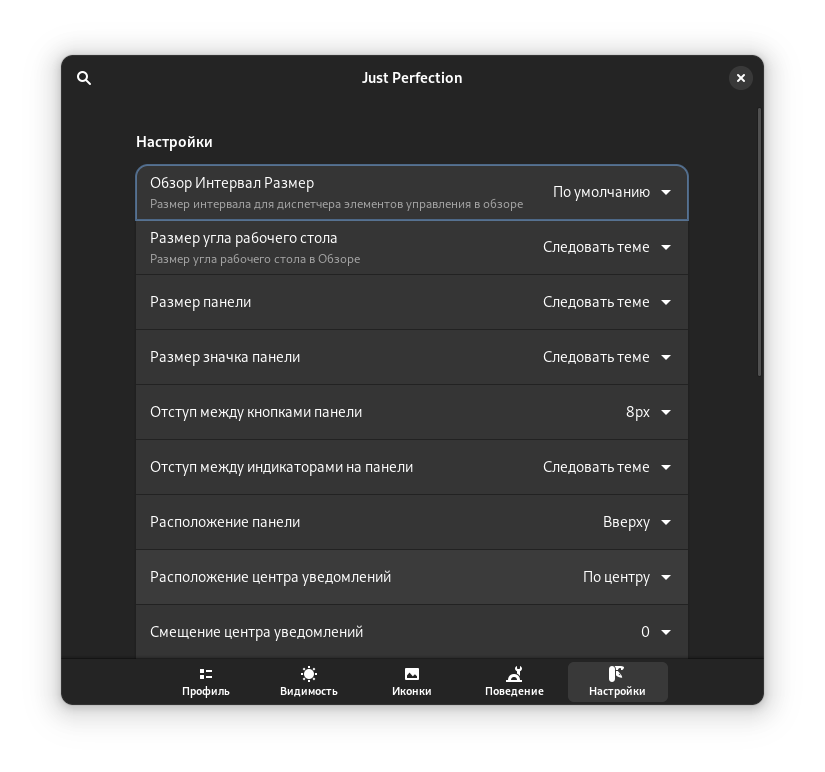 Just Perfection
Настройки
Обзор Интервал Размер
По умолчанию
Размер интервала для диспетчера элементов управления в обзоре
Размер угла рабочего стола
Следовать теме
Размер угла рабочего стола в Обзоре
Размер панели
Следовать теме
Размер значка панели
Следовать теме
Отступ между кнопками панели
8px
Отступ между индикаторами на панели
Следовать теме
Расположение панели
Вверху
Расположение центра уведомлений
По центру
Смещение центра уведомлений
0
Профиль
Видимость
Иконки
Поведение
Настройки